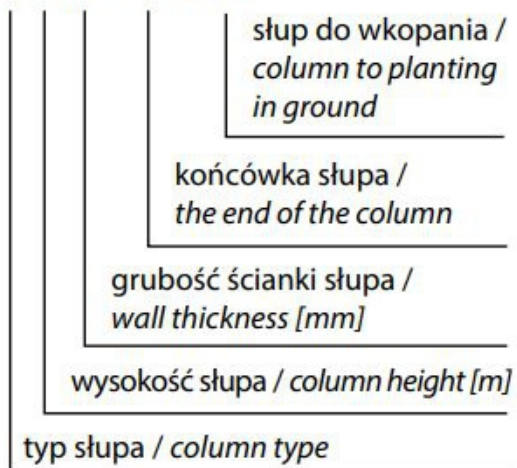 słup do wkopania /
column to planting
in ground
końcówka słupa /
the end of the column
grubość ścianki słupa /
wall thickness [mm]
wysokość słupa / column height [m]
typ słupa / column type